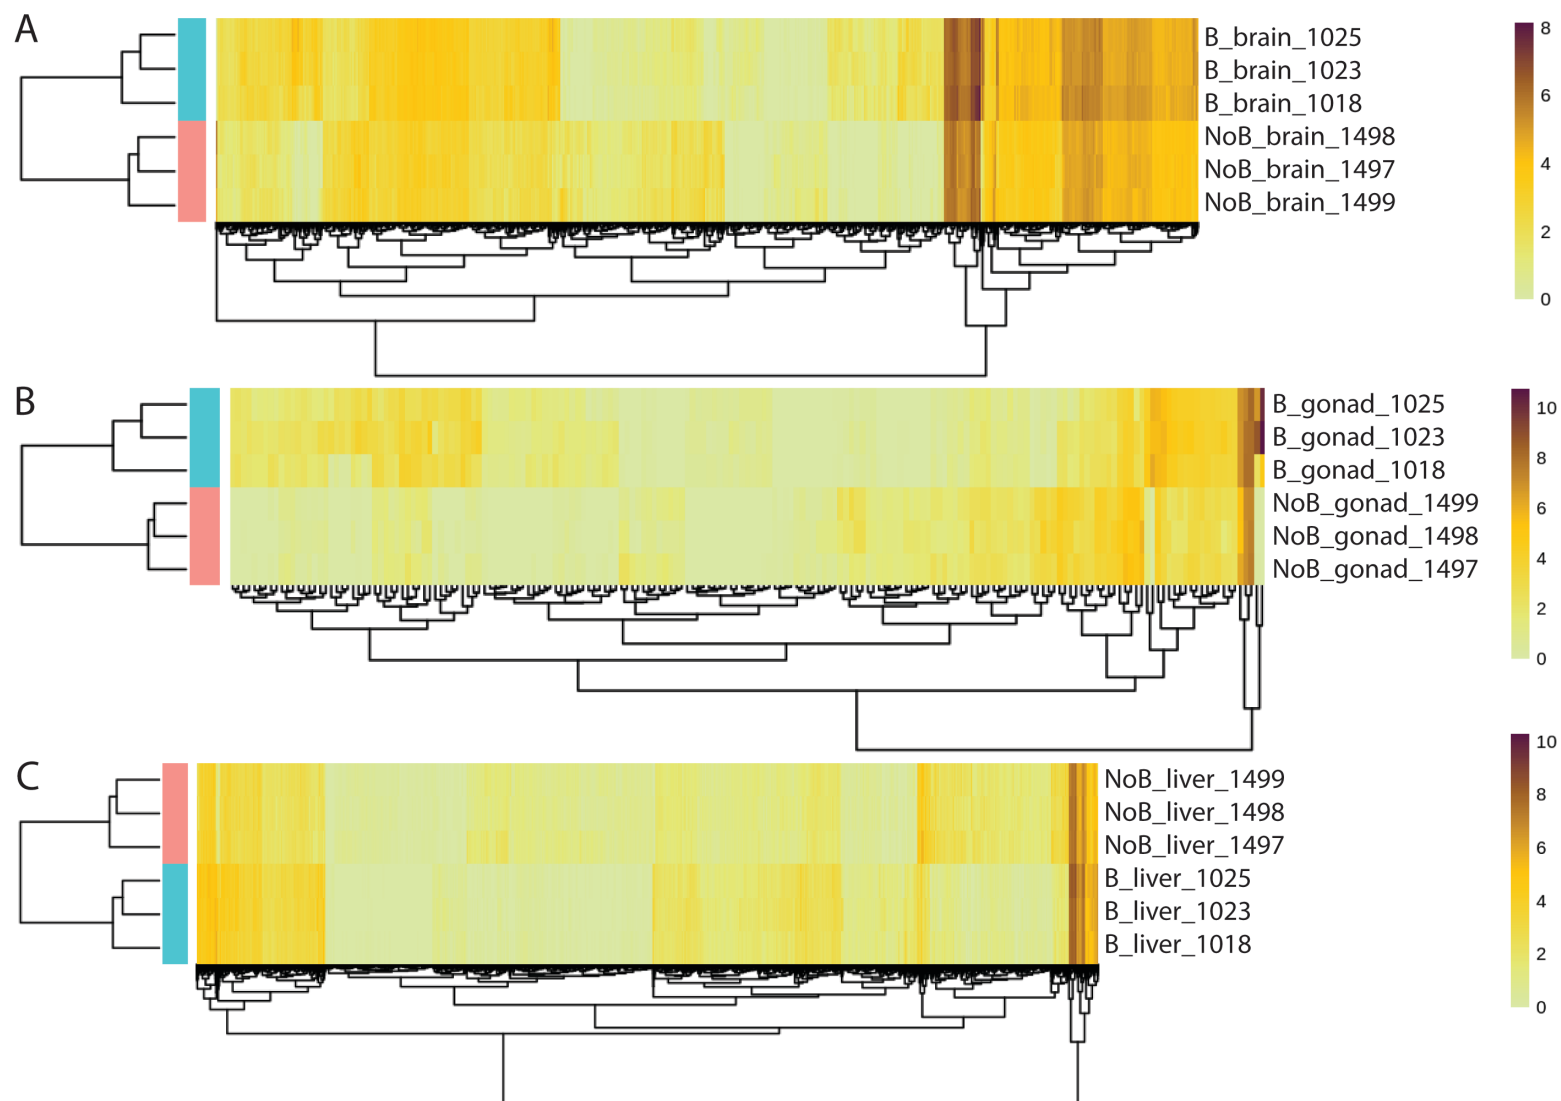 A
B_brain_1025
B_brain_1023
B_brain_1018
NoB_brain_1498
NoB_brain_1497
NoB_brain_1499
8
6
4
2
0
B
B_gonad_1025
B_gonad_1023
B_gonad_1018
NoB_gonad_1499
NoB_gonad_1498
NoB_gonad_1497
10
8
6
4
2
0
C
NoB_liver_1499
NoB_liver_1498
NoB_liver_1497
B_liver_1025
B_liver_1023
B_liver_1018
10
8
6
4
2
0